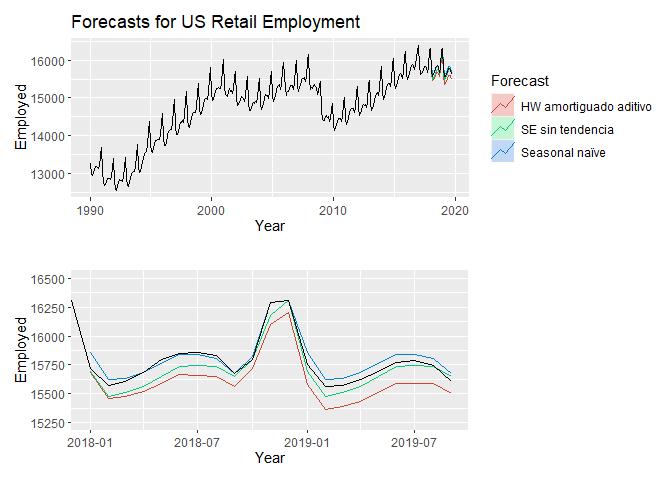 Forecasts for US Retail Employment
16000
15000
14000
13000
Employed
1990
2000
2010
2020
Year
Forecast
HW amortiguado aditivo
SE sin tendencia
Seasonal naïve
16500
16250
16000
15750
15500
15250
Employed
2018-01
2018-07
2019-01
2019-07
Year